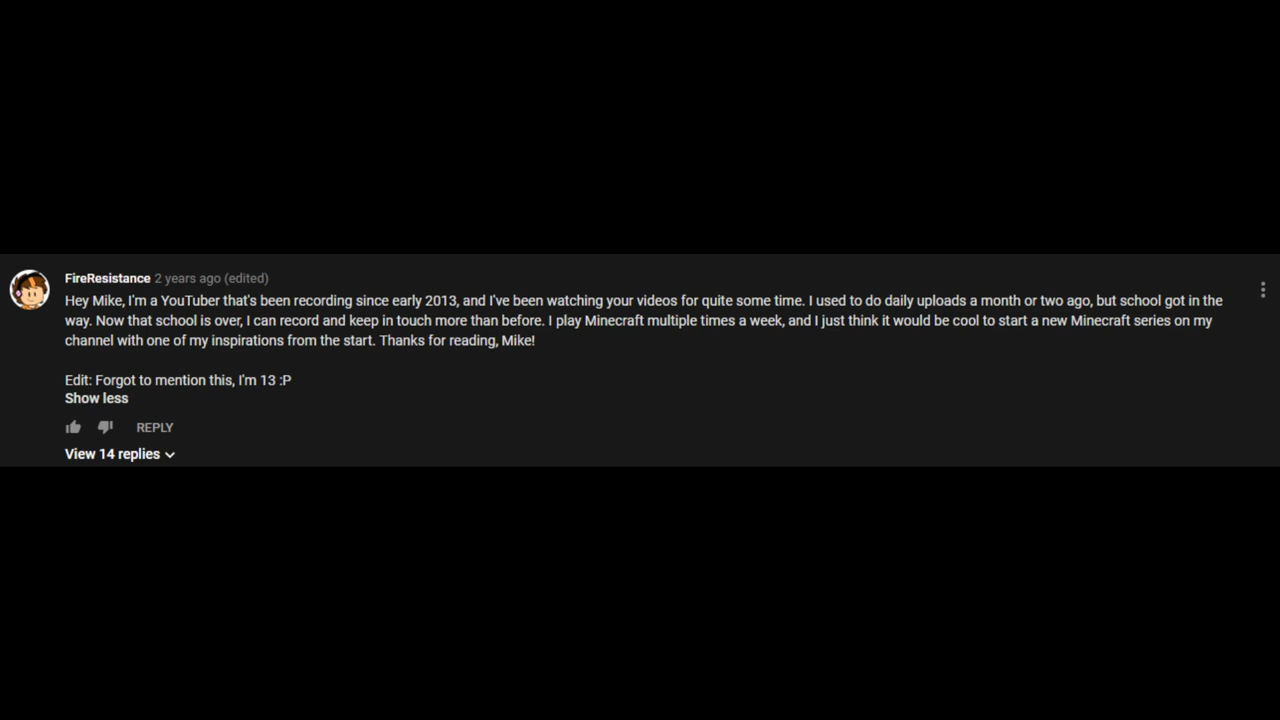 FireResistance 2 years ago (edited)
Hey Mike, I'm a YouTuber that's been recording since early 2013, and I've been watching your videos for quite some time. I used to do daily uploads a month or two ago, but school got in the
way. Now that school is over, I can record and keep in touch more than before. I play Minecraft multiple times a week, and I just think it would be cool to start a new Minecraft series on my
channel with one of my inspirations from the start. Thanks for reading, Mike!
Edit: Forgot to mention this, I'm 13 :P
Show less
REPLY
View 14 replies